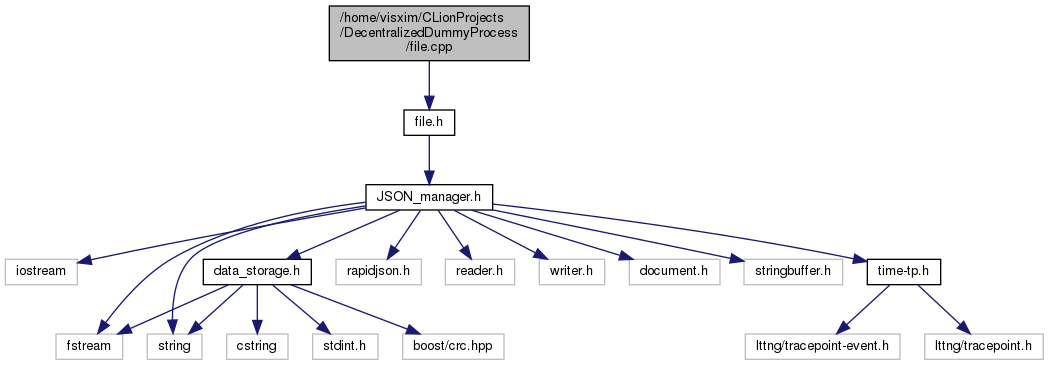 /home/visxim/CLionProjects
/DecentralizedDummyProcess
/file.cpp
file.h
JSON_manager.h
iostream
data_storage.h
rapidjson.h
reader.h
writer.h
document.h
stringbuffer.h
time-tp.h
fstream
string
cstring
stdint.h
boost/crc.hpp
lttng/tracepoint-event.h
lttng/tracepoint.h